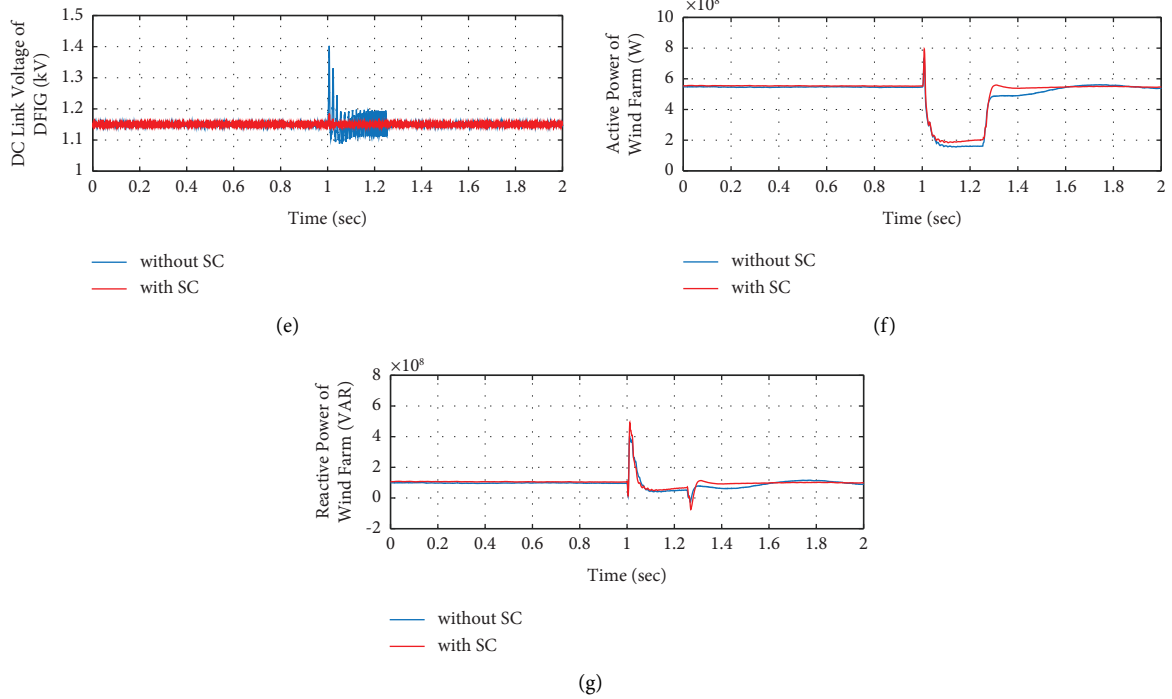 DC Link Voltage of
DFIG (kV)
1.5
1.4
1.3
1.2
1.1
1
0 0.2 0.4 0.6 0.8 1 1.2 1.4 1.6 1.8 2
Time (sec)
without SC
with SC
(e)
×10⁸
Active Power of
Wind Farm (W)
10
8
6
4
2
0
0 0.2 0.4 0.6 0.8 1 1.2 1.4 1.6 1.8 2
Time (sec)
without SC
with SC
(f)
×10⁸
Reactive Power of
Wind Farm (VAR)
8
6
4
2
0
-2
0 0.2 0.4 0.6 0.8 1 1.2 1.4 1.6 1.8 2
Time (sec)
without SC
with SC
(g)